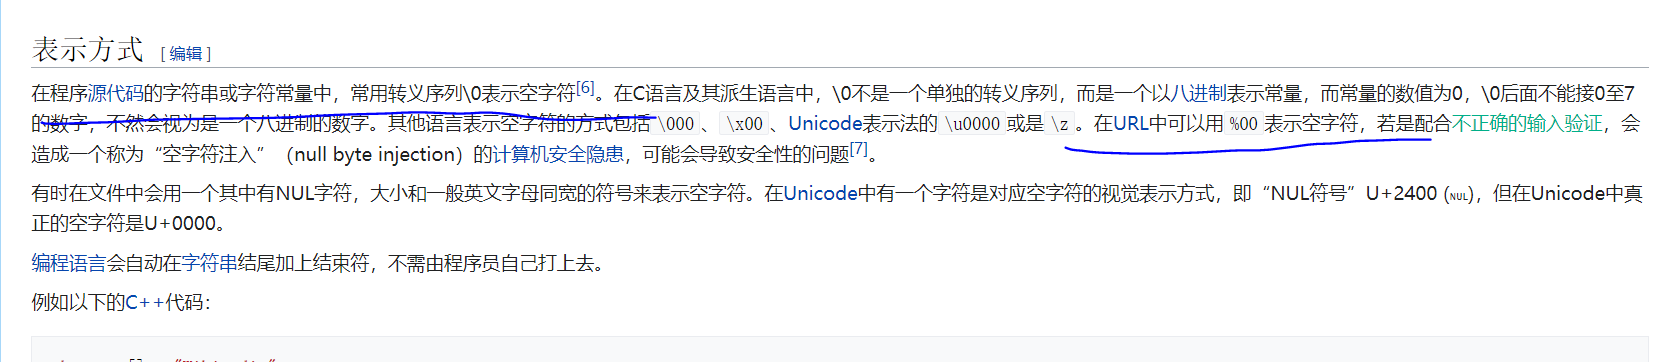 表示方式 [编辑]
在程序源代码的字符串或字符常量中，常用转义序列\0表示空字符[6]。在C语言及其派生语言中，\0不是一个单独的转义序列，而是一个以八进制表示常量，而常量的数值为0，\0后面不能接0至7
的数字，不然会视为是一个八进制的数字。其他语言表示空字符的方式包括 \000 、 \x00 、Unicode表示法的 \u0000 或是 \z 。在URL中可以用 %00 表示空字符，若是配合不正确的输入验证，会
造成一个称为“空字符注入”（null byte injection）的计算机安全隐患，可能会导致安全性的问题[7]。
有时在文件中会用一个其中有NUL字符，大小和一般英文字母同宽的符号来表示空字符。在Unicode中有一个字符是对应空字符的视觉表示方式，即“NUL符号”U+2400 (␀)，但在Unicode中真
正的空字符是U+0000。
编程语言会自动在字符串结尾加上结束符，不需由程序员自己打上去。
例如以下的C++代码：